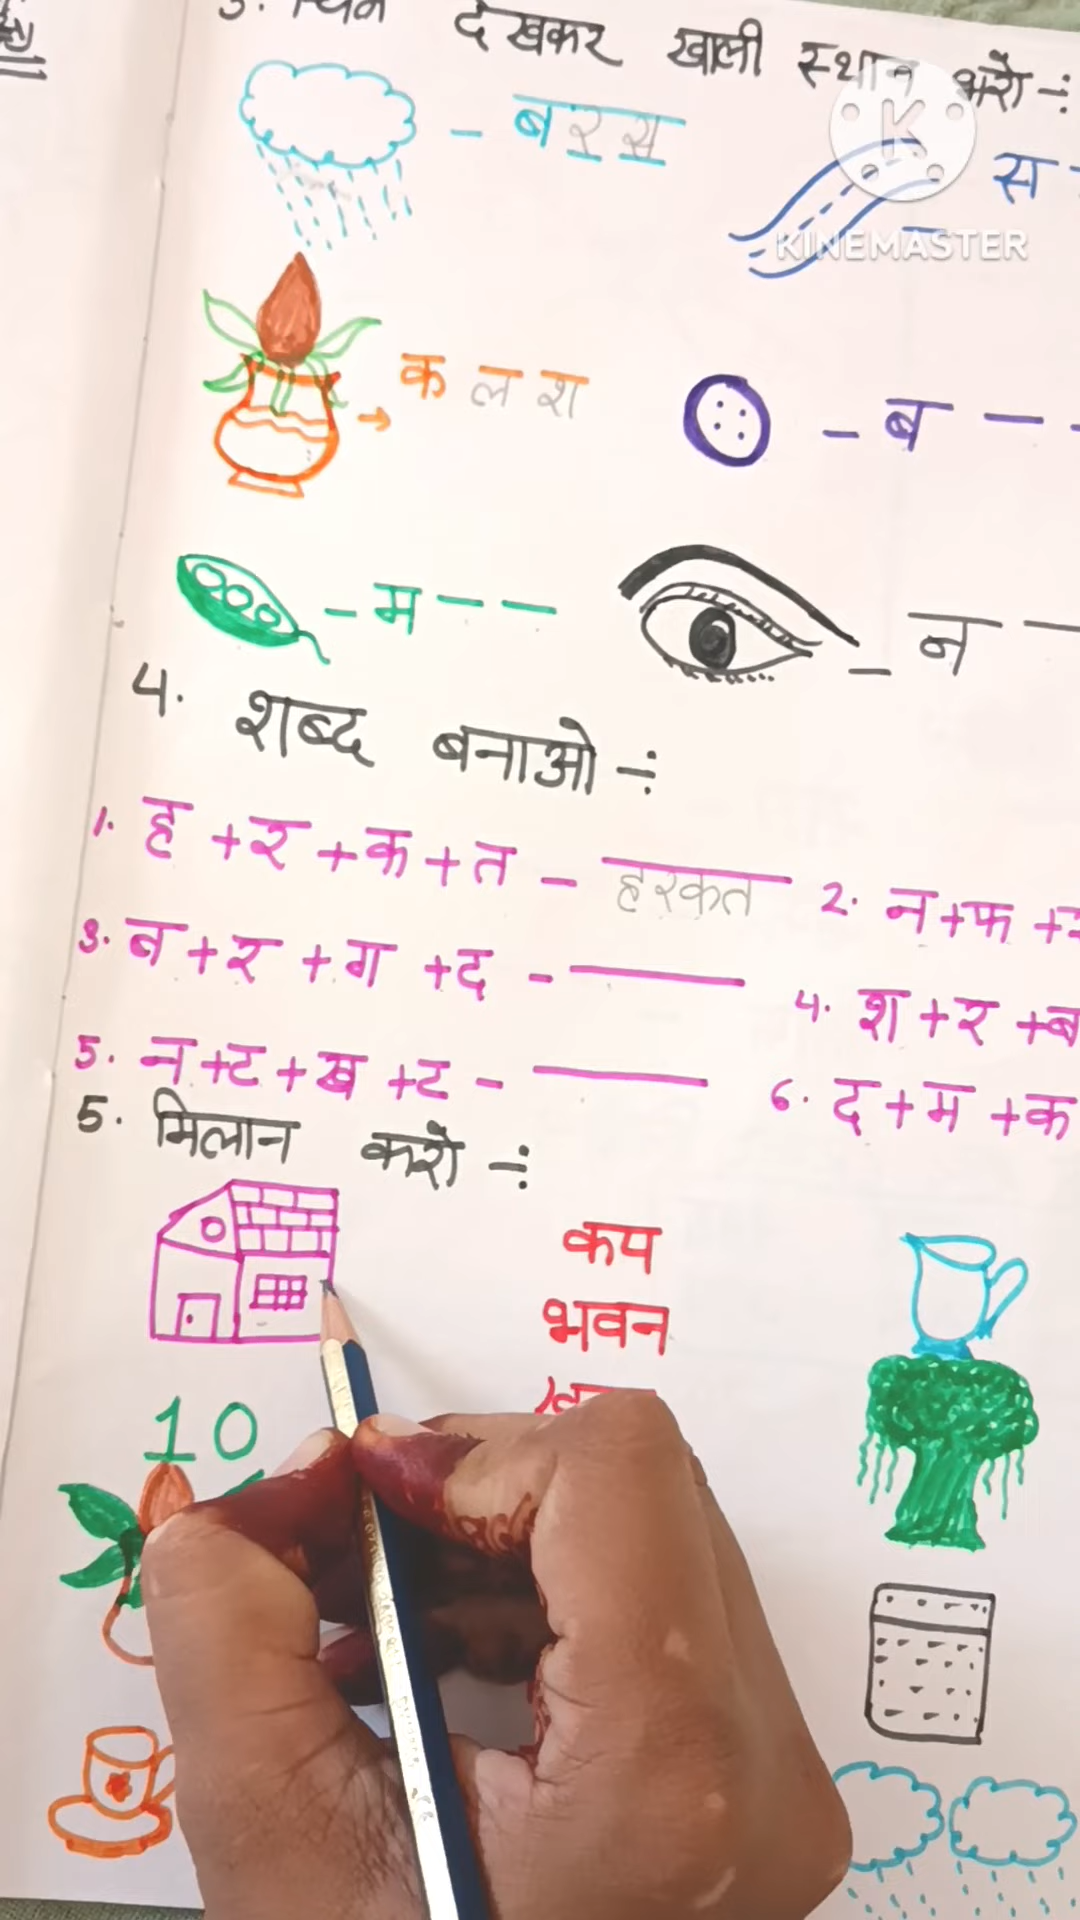 3. चित्र देखकर खाली स्थान भरो -:
- बरस
स -
KINEMASTER
→ क ल श
- ब - -
- म - -
- न -
4. शब्द बनाओ -:
1. ह + र + क + त - हरकत
2. न + फ +
3. ब + र + ग + द -
4. श + र + ब
5. न + ट + ख + ट -
6. द + म + क
5. मिलान करो -:
कप
भवन
10